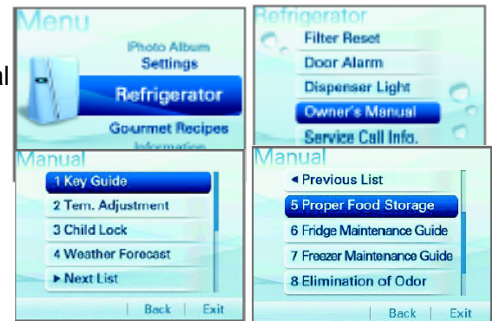 al
Menu
Photo Album
Settings
Refrigerator
Gourmet Recipes
Information
Refrigerator
Filter Reset
Door Alarm
Dispenser Light
Owner's Manual
Service Call Info.
Manual
1 Key Guide
2 Tem. Adjustment
3 Child Lock
4 Weather Forecast
▶ Next List
Back | Exit
Manual
◀ Previous List
5 Proper Food Storage
6 Fridge Maintenance Guide
7 Freezer Maintenance Guide
8 Elimination of Odor
Back | Exit